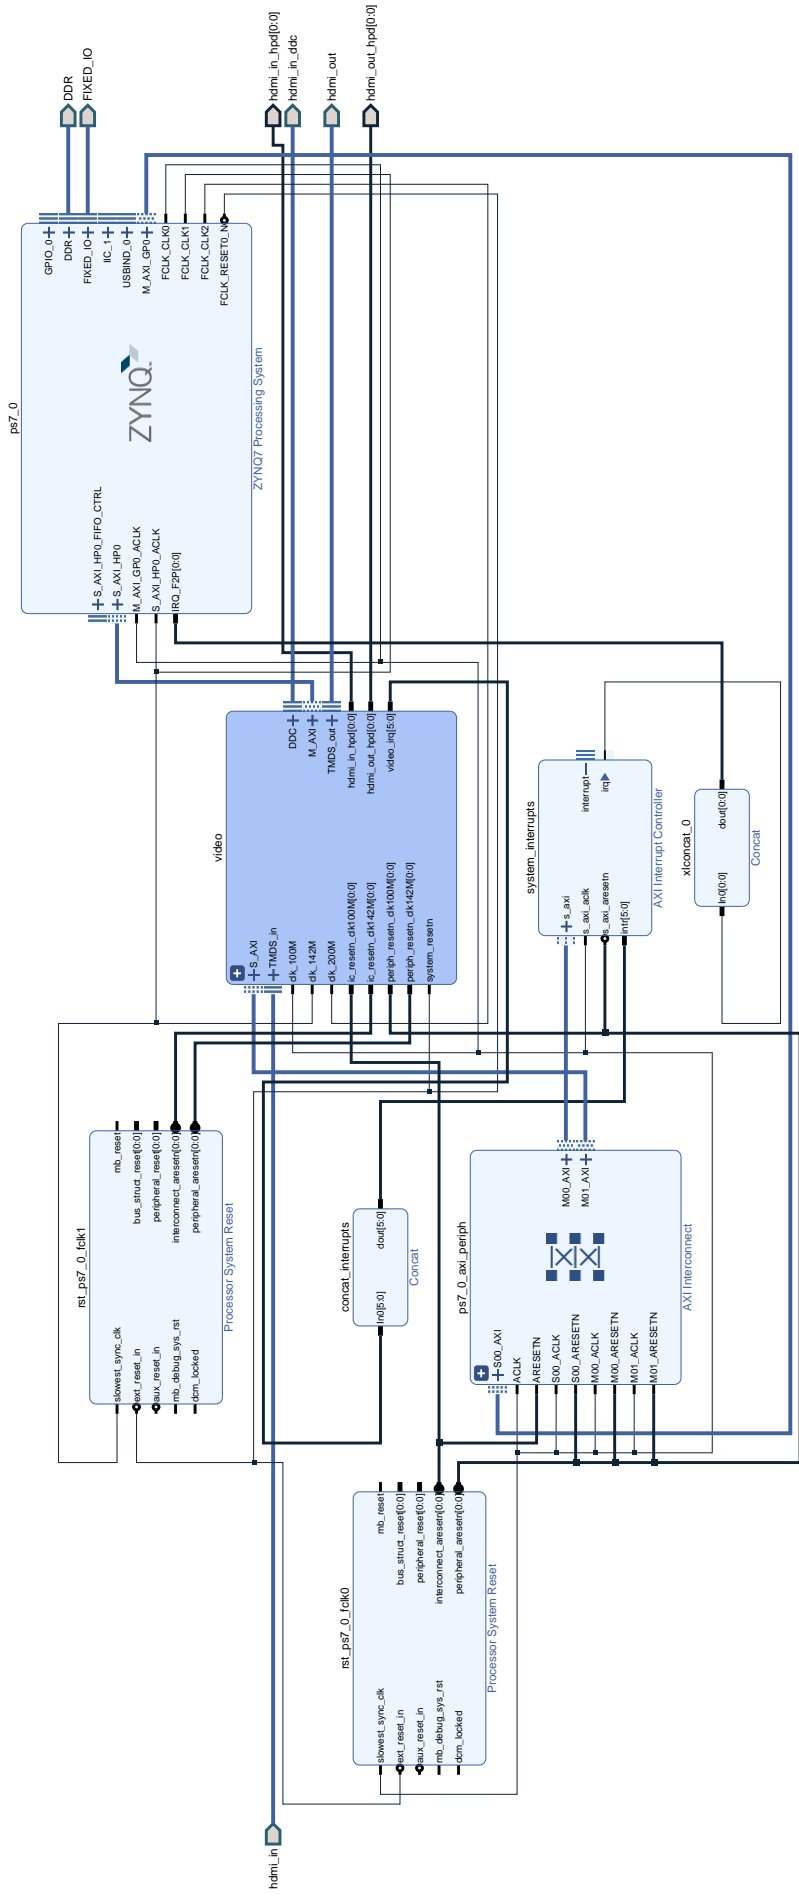 hdmi_in
rst_ps7_0_fclk0
slowest_sync_clk
ext_reset_in
aux_reset_in
mb_debug_sys_rst
dcm_locked
mb_reset
bus_struct_reset[0:0]
peripheral_reset[0:0]
interconnect_aresetn[0:0]
peripheral_aresetn[0:0]
Processor System Reset
rst_ps7_0_fclk1
slowest_sync_clk
ext_reset_in
aux_reset_in
mb_debug_sys_rst
dcm_locked
mb_reset
bus_struct_reset[0:0]
peripheral_reset[0:0]
interconnect_aresetn[0:0]
peripheral_aresetn[0:0]
Processor System Reset
concat_interrupts
In0[5:0]
dout[5:0]
Concat
ps7_0_axi_periph
S00_AXI
ACLK
ARESETN
S00_ACLK
S00_ARESETN
M00_ACLK
M00_ARESETN
M01_ACLK
M01_ARESETN
M00_AXI
M01_AXI
AXI Interconnect
video
S_AXI
TMDS_in
clk_100M
clk_142M
clk_200M
ic_resetn_clk100M[0:0]
ic_resetn_clk142M[0:0]
periph_resetn_clk100M[0:0]
periph_resetn_clk142M[0:0]
system_resetn
DDC
M_AXI
TMDS_out
hdmi_in_hpd[0:0]
hdmi_out_hpd[0:0]
video_irq[5:0]
system_interrupts
s_axi
s_axi_aclk
s_axi_aresetn
intr[5:0]
interrupt
irq
AXI Interrupt Controller
xlconcat_0
In0[0:0]
dout[0:0]
Concat
ps7_0
S_AXI_HP0_FIFO_CTRL
S_AXI_HP0
M_AXI_GP0_ACLK
S_AXI_HP0_ACLK
IRQ_F2P[0:0]
ZYNQ
GPIO_0
DDR
FIXED_IO
IIC_1
USBIND_0
M_AXI_GP0
FCLK_CLK0
FCLK_CLK1
FCLK_CLK2
FCLK_RESET0_N
ZYNQ7 Processing System
DDR
FIXED_IO
hdmi_in_hpd[0:0]
hdmi_in_ddc
hdmi_out
hdmi_out_hpd[0:0]